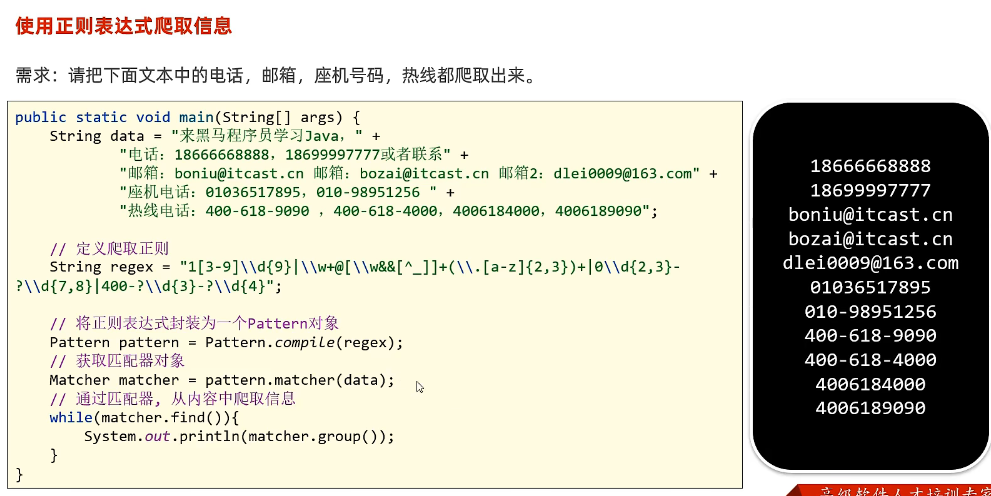 使用正则表达式爬取信息
需求：请把下面文本中的电话，邮箱，座机号码，热线都爬取出来。
public static void main(String[] args) {
    String data = "来黑马程序员学习Java，" +
            "电话：18666668888，18699997777或者联系" +
            "邮箱：boniu@itcast.cn 邮箱：bozai@itcast.cn 邮箱2：dlei0009@163.com" +
            "座机电话：01036517895，010-98951256 " +
            "热线电话：400-618-9090 ，400-618-4000，4006184000，4006189090";
    // 定义爬取正则
    String regex = "1[3-9]\\d{9}|\\w+@[\\w&&[^_]]+(\\.[a-z]{2,3})+|0\\d{2,3}-
?\\d{7,8}|400-?\\d{3}-?\\d{4}";
    // 将正则表达式封装为一个Pattern对象
    Pattern pattern = Pattern.compile(regex);
    // 获取匹配器对象
    Matcher matcher = pattern.matcher(data);
    // 通过匹配器, 从内容中爬取信息
    while(matcher.find()){
        System.out.println(matcher.group());
    }
}
18666668888
18699997777
boniu@itcast.cn
bozai@itcast.cn
dlei0009@163.com
01036517895
010-98951256
400-618-9090
400-618-4000
4006184000
4006189090
高级软件人才培训专家